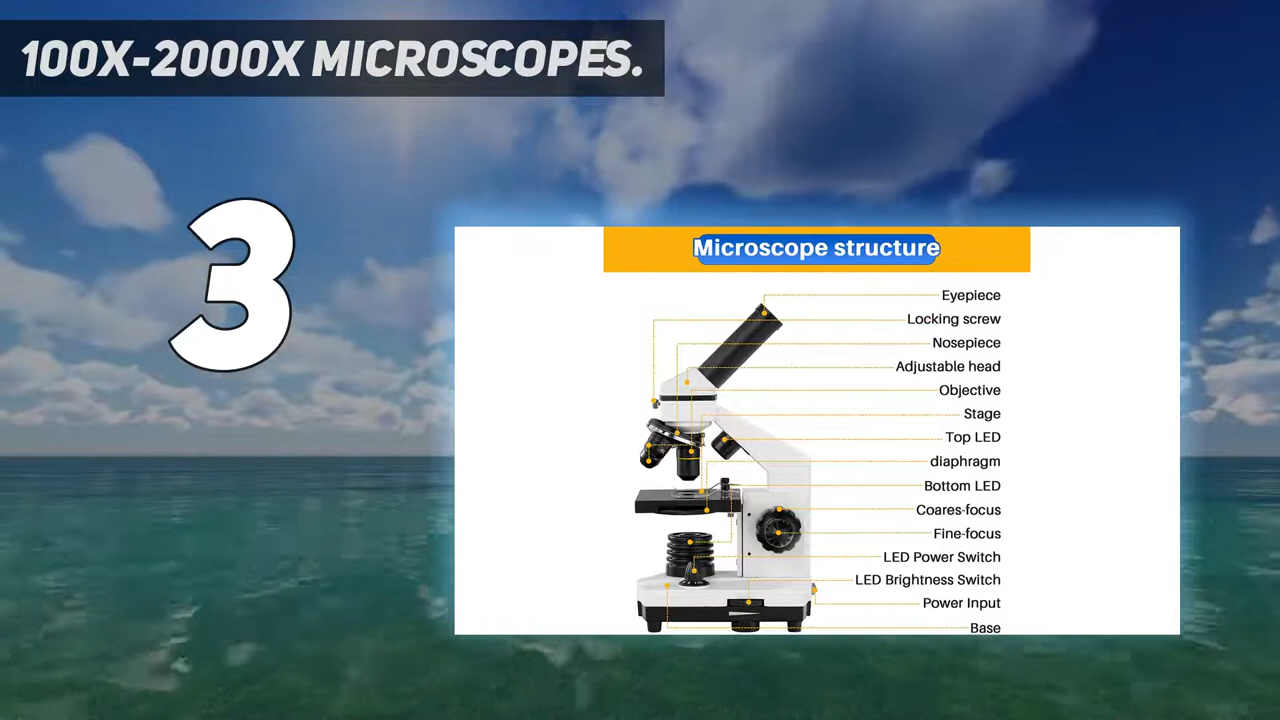 100X-2000X MICROSCOPES.
3
Microscope structure
Eyepiece
Locking screw
Nosepiece
Adjustable head
Objective
Stage
Top LED
diaphragm
Bottom LED
Coares-focus
Fine-focus
LED Power Switch
LED Brightness Switch
Power Input
Base